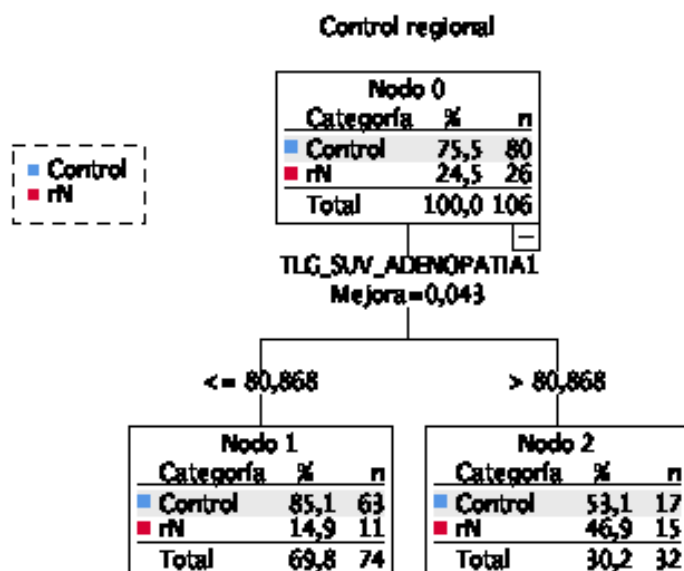 Control regional
Nodo 0
Categoría % n
Control 75,5 80
rN 24,5 26
Total 100,0 106
Control
rN
TLG_SUV_ADENOPATIA1
Mejora=0,043
<= 80,868
> 80,868
Nodo 1
Categoría % n
Control 85,1 63
rN 14,9 11
Total 69,8 74
Nodo 2
Categoría % n
Control 53,1 17
rN 46,9 15
Total 30,2 32